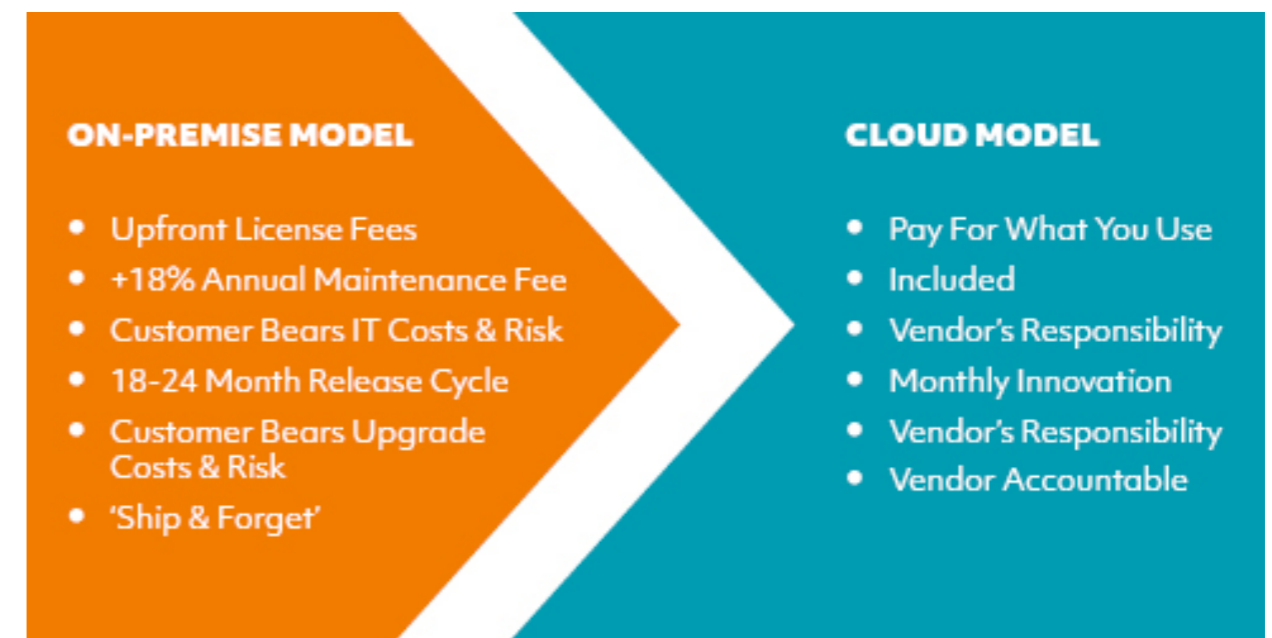 ON-PREMISE MODEL
• Upfront License Fees
• +18% Annual Maintenance Fee
• Customer Bears IT Costs & Risk
• 18-24 Month Release Cycle
• Customer Bears Upgrade
Costs & Risk
• ‘Ship & Forget’
CLOUD MODEL
• Pay For What You Use
• Included
• Vendor’s Responsibility
• Monthly Innovation
• Vendor’s Responsibility
• Vendor Accountable